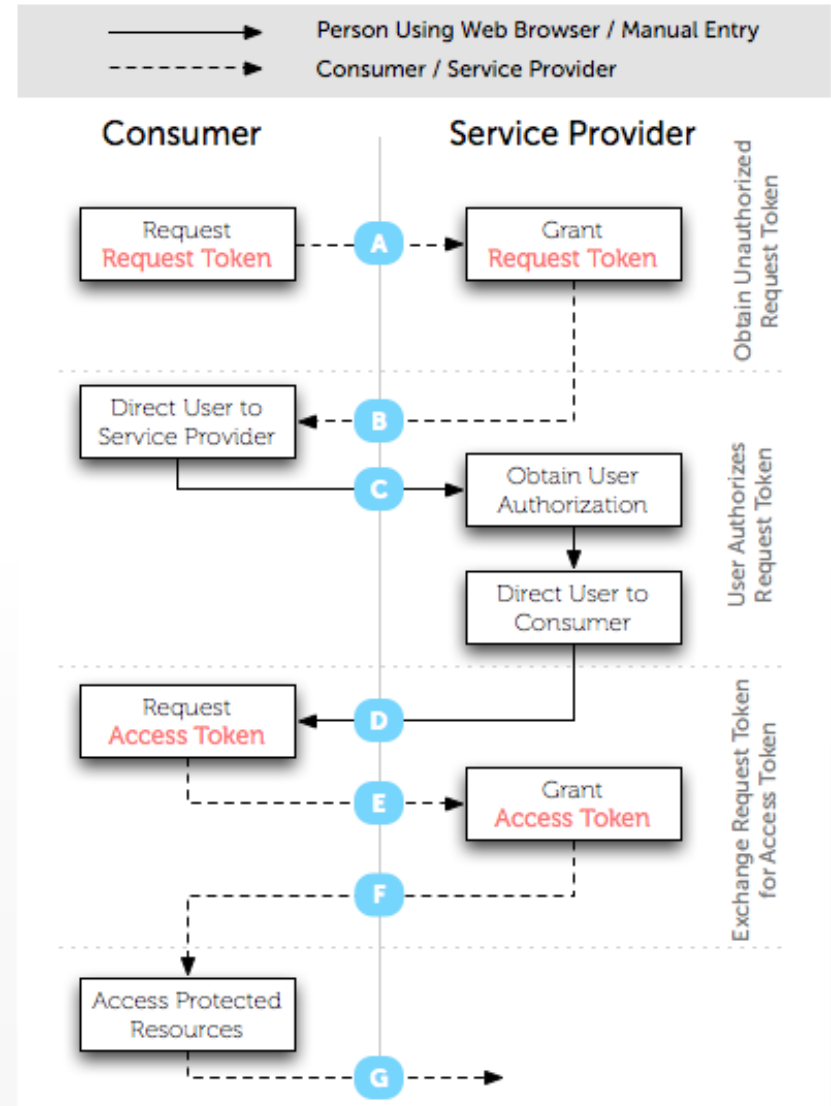 Person Using Web Browser / Manual Entry
Consumer / Service Provider
Consumer
Service Provider
Obtain Unauthorized
Request Token
Request
Request Token
A
Grant
Request Token
Direct User to
Service Provider
B
C
Obtain User
Authorization
User Authorizes
Request Token
Direct User to
Consumer
Request
Access Token
D
E
Grant
Access Token
Exchange Request Token
for Access Token
F
Access Protected
Resources
G